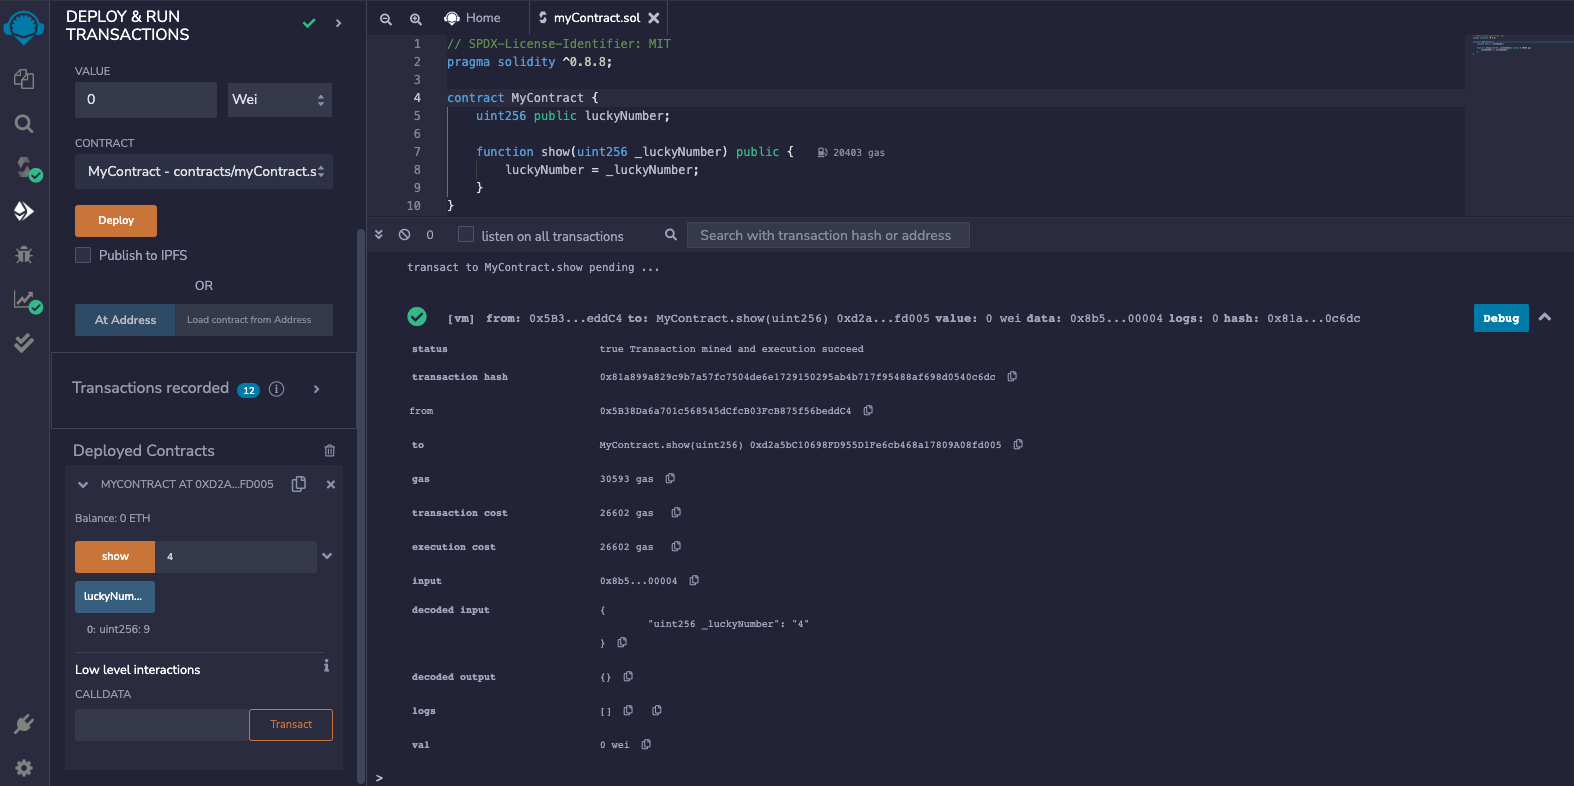 DEPLOY & RUN
TRANSACTIONS
VALUE
0
Wei
CONTRACT
MyContract - contracts/myContract.s
Deploy
Publish to IPFS
OR
At Address
Load contract from Address
Transactions recorded 12 i
Deployed Contracts
MYCONTRACT AT 0XD2A...FD005
Balance: 0 ETH
show 4
luckyNum...
0: uint256: 9
Low level interactions i
CALLDATA
Transact
Home
myContract.sol
1 // SPDX-License-Identifier: MIT
2 pragma solidity ^0.8.8;
3
4 contract MyContract {
5 uint256 public luckyNumber;
6
7 function show(uint256 _luckyNumber) public { 20403 gas
8 luckyNumber = _luckyNumber;
9 }
10 }
0 listen on all transactions Search with transaction hash or address
transact to MyContract.show pending ...
[vm] from: 0x5B3...eddC4 to: MyContract.show(uint256) 0xd2a...fd005 value: 0 wei data: 0x8b5...00004 logs: 0 hash: 0x81a...0c6dc Debug
status true Transaction mined and execution succeed
transaction hash 0x81a899a829c9b7a57fc7504de6e1729150295ab4b717f95488af698d0540c6dc
from 0x5B38Da6a701c568545dCfcB03FcB875f56beddC4
to MyContract.show(uint256) 0xd2a5bC10698FD955D1Fe6cb468a17809A08fd005
gas 30593 gas
transaction cost 26602 gas
execution cost 26602 gas
input 0x8b5...00004
decoded input {
"uint256 _luckyNumber": "4"
}
decoded output {}
logs []
val 0 wei
>